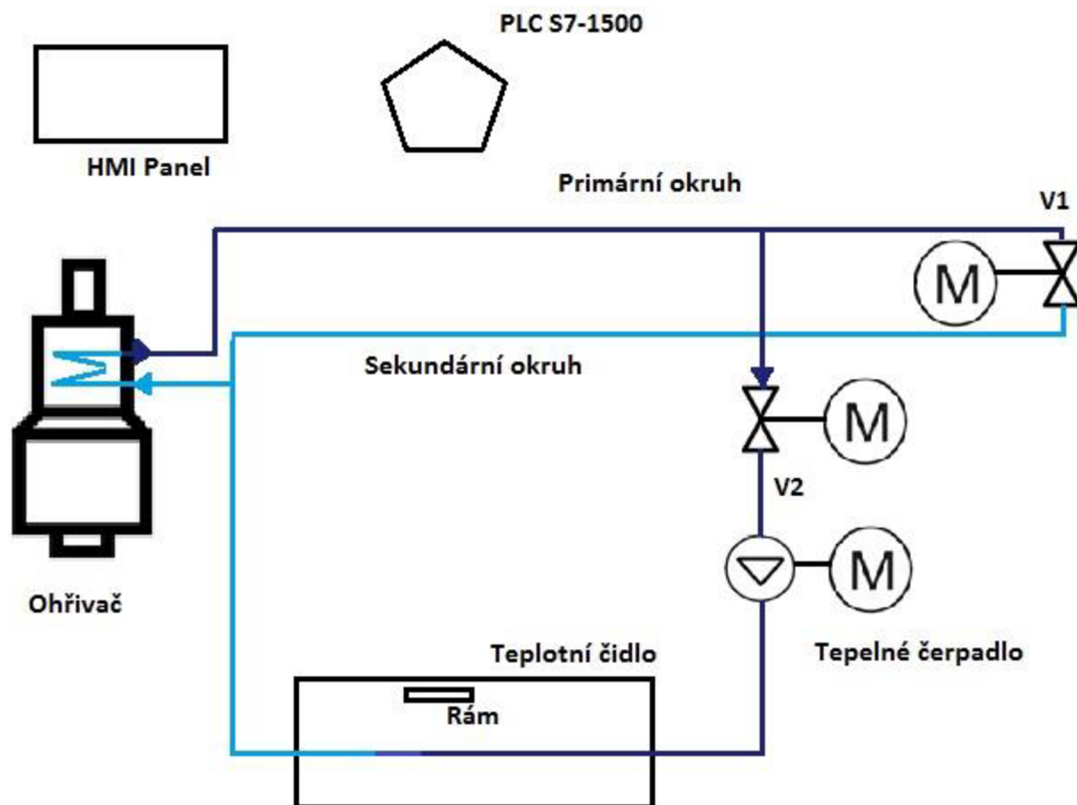 PLC S7-1500
HMI Panel
Primární okruh
V1
M
Sekundární okruh
M
V2
M
Ohřivač
Teplotní čidlo
Tepelné čerpadlo
Rám